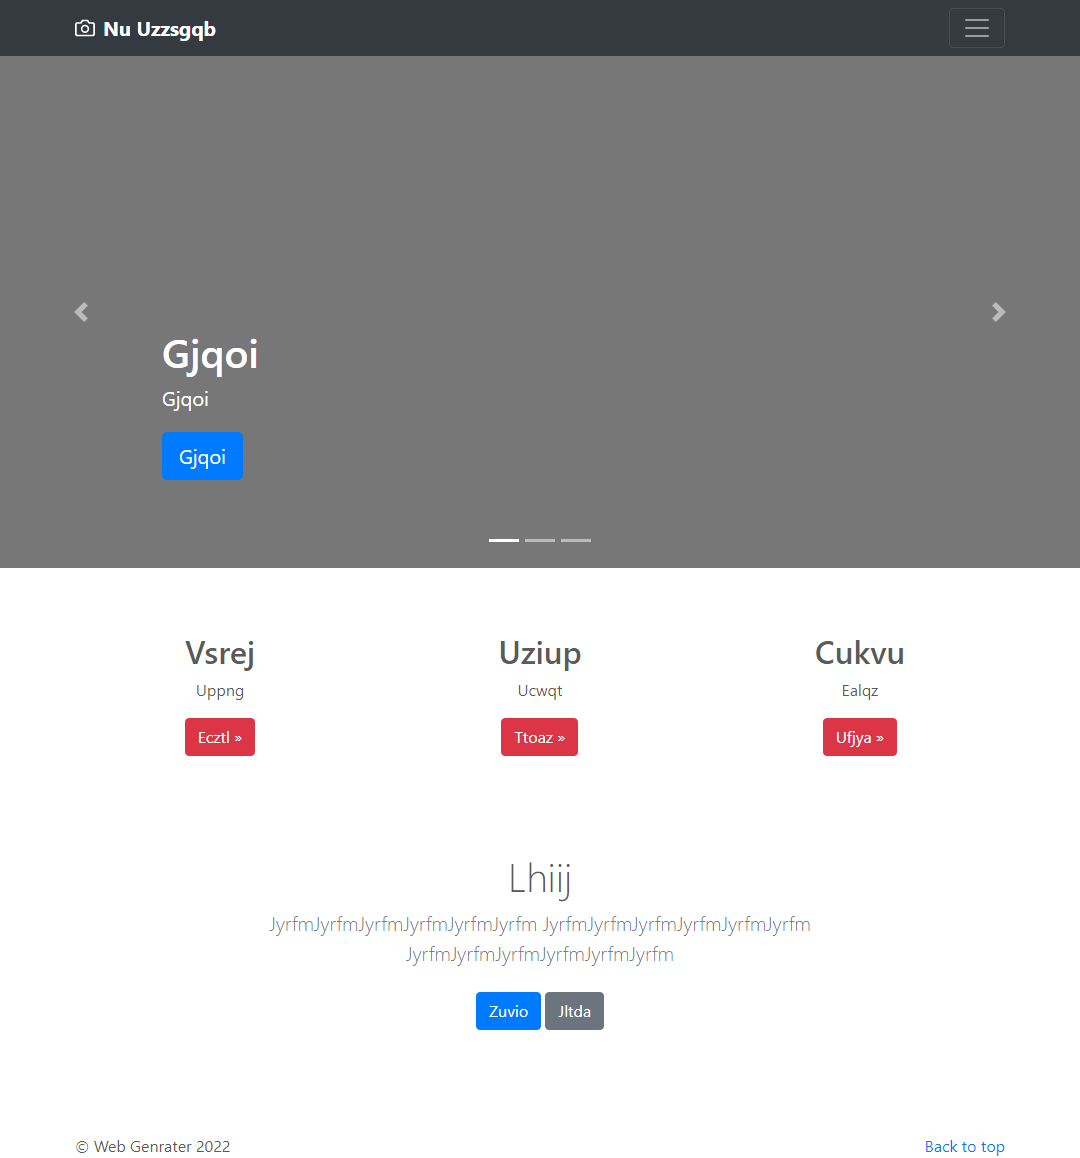 Nu Uzzsgqb
Gjqoi
Gjqoi
Gjqoi
Vsrej
Uppng
Ecztl »
Uziup
Ucwqt
Ttoaz »
Cukvu
Ealqz
Ufjya »
Lhiij
JyrfmJyrfmJyrfmJyrfmJyrfmJyrfm JyrfmJyrfmJyrfmJyrfmJyrfmJyrfm
JyrfmJyrfmJyrfmJyrfmJyrfmJyrfm
Zuvio Jltda
© Web Genrater 2022
Back to top